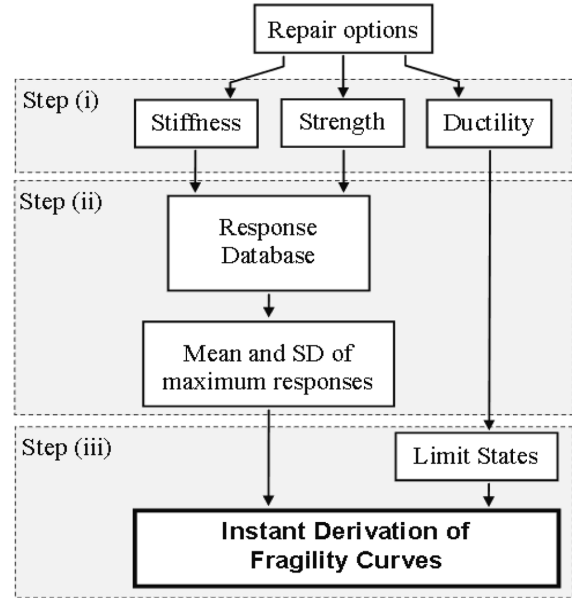 Repair options
Step (i)
Stiffness
Strength
Ductility
Step (ii)
Response
Database
Mean and SD of
maximum responses
Step (iii)
Limit States
Instant Derivation of
Fragility Curves